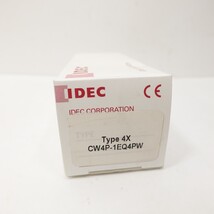 IDEC
CE
IDEC CORPORATION
Type 4X
CW4P-1EQ4PW